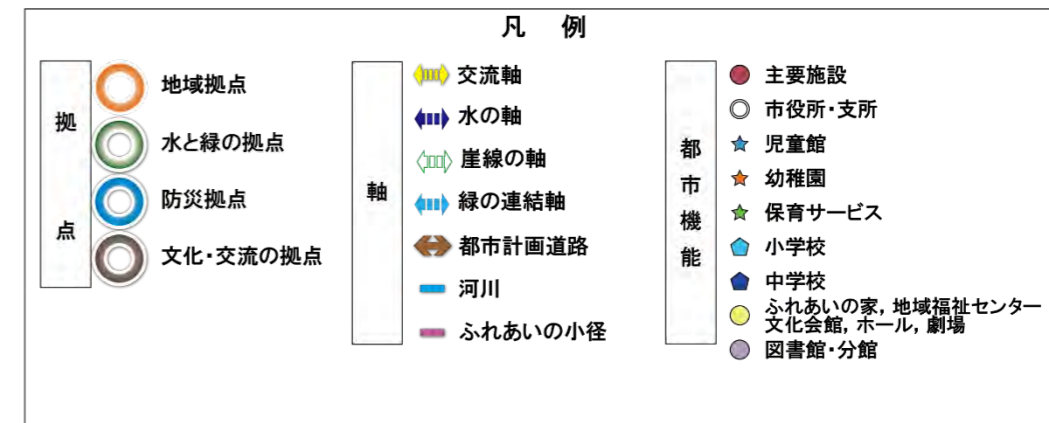 凡　例
拠点
地域拠点
水と緑の拠点
防災拠点
文化・交流の拠点
軸
交流軸
水の軸
崖線の軸
緑の連結軸
都市計画道路
河川
ふれあいの小径
都市機能
主要施設
市役所・支所
児童館
幼稚園
保育サービス
小学校
中学校
ふれあいの家，地域福祉センター
文化会館，ホール，劇場
図書館・分館